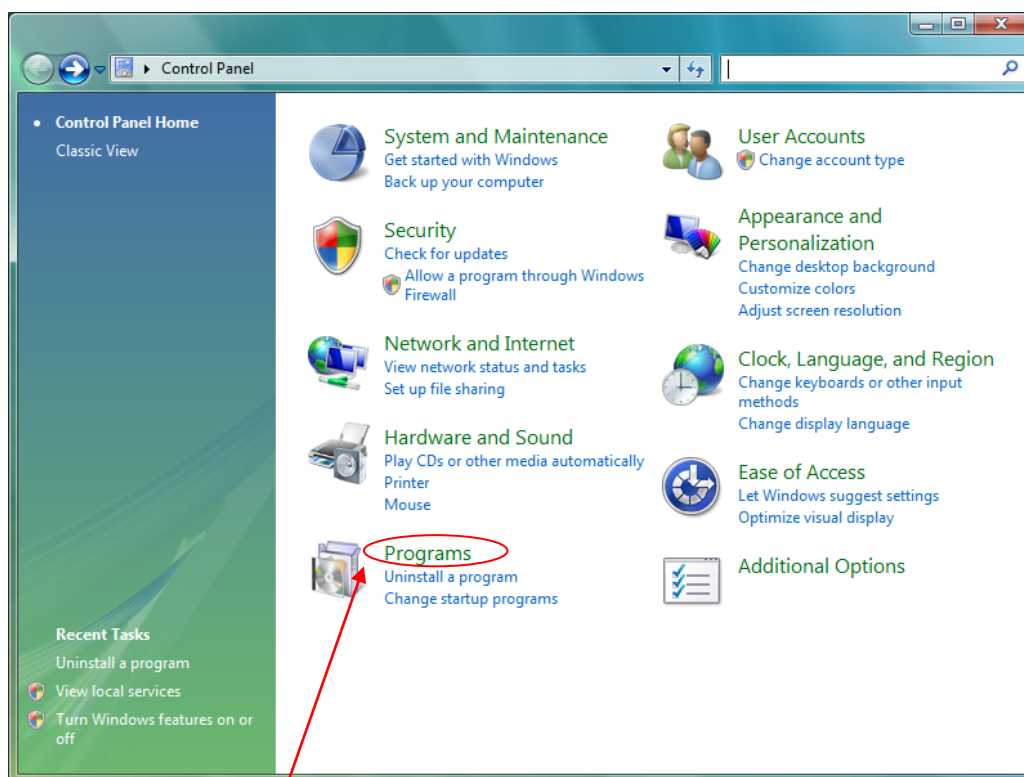 Control Panel
Control Panel Home
Classic View
System and Maintenance
Get started with Windows
Back up your computer
Security
Check for updates
Allow a program through Windows
Firewall
Network and Internet
View network status and tasks
Set up file sharing
Hardware and Sound
Play CDs or other media automatically
Printer
Mouse
Programs
Uninstall a program
Change startup programs
User Accounts
Change account type
Appearance and
Personalization
Change desktop background
Customize colors
Adjust screen resolution
Clock, Language, and Region
Change keyboards or other input
methods
Change display language
Ease of Access
Let Windows suggest settings
Optimize visual display
Additional Options
Recent Tasks
Uninstall a program
View local services
Turn Windows features on or
off